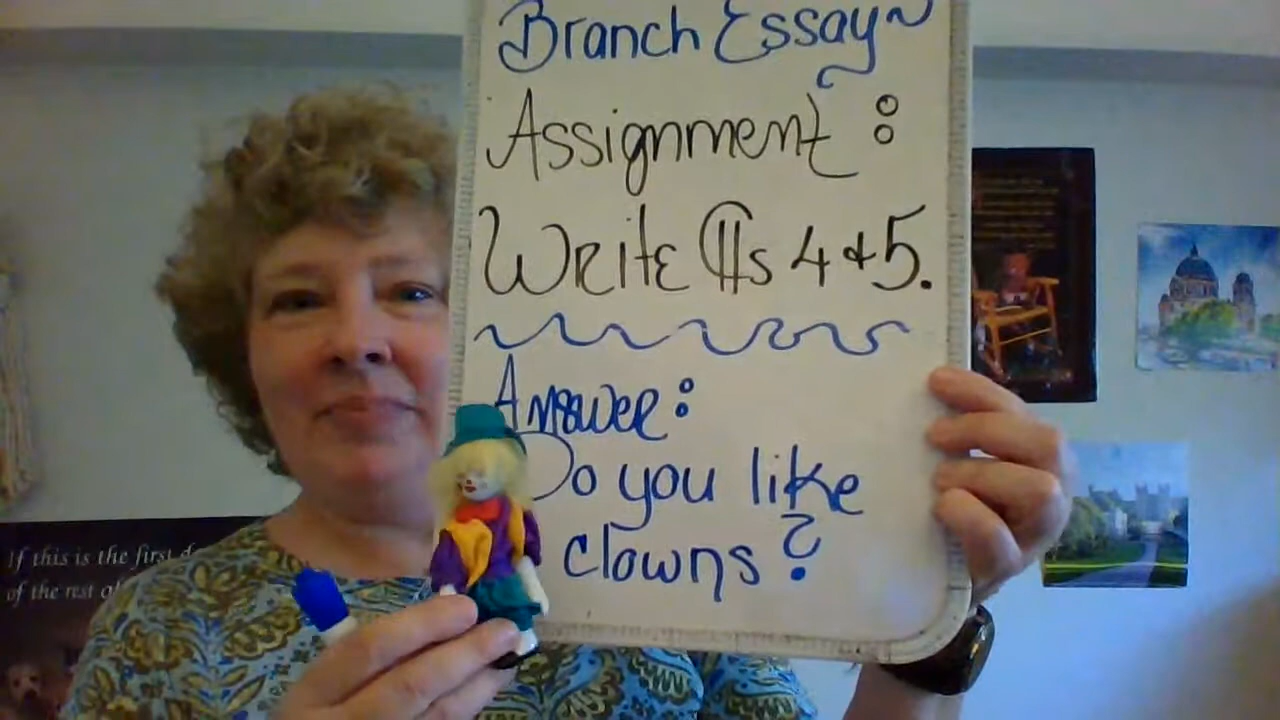 Branch Essay~
Assignment:
Write ¶s 4 & 5.
Answer:
Do you like
clowns?
If this is the first d
of the rest of